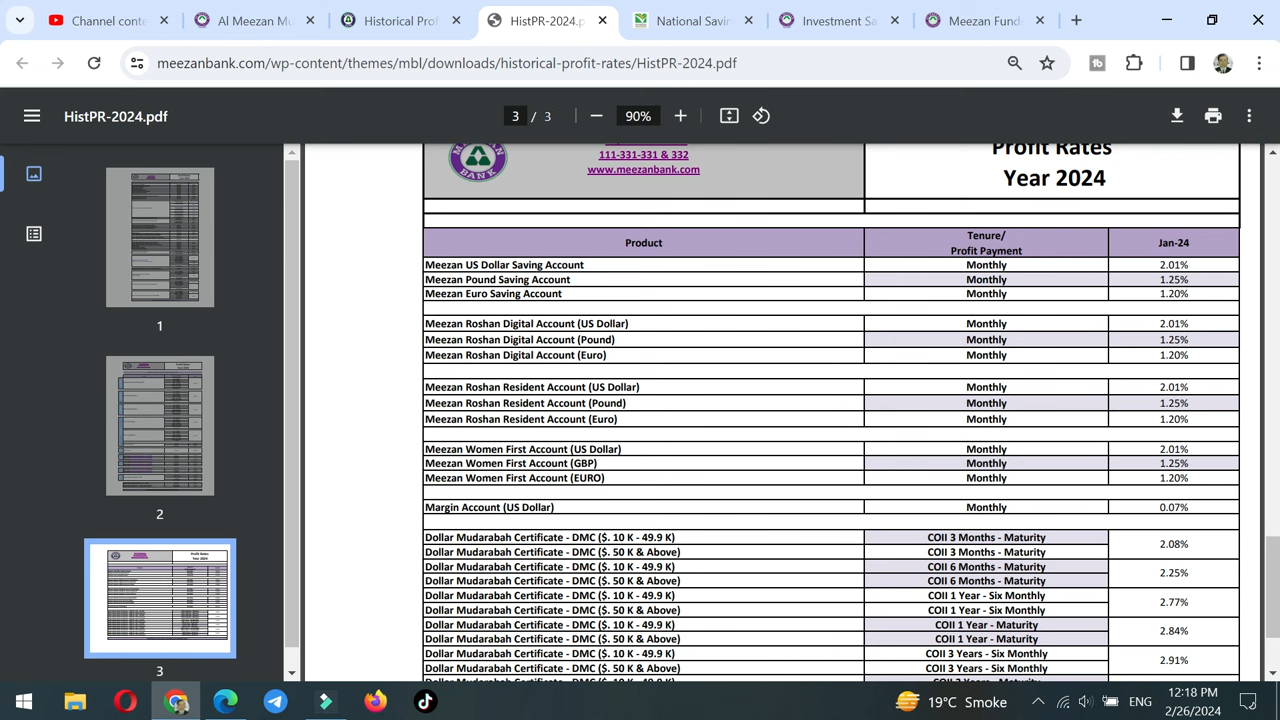 Channel conte
Al Meezan Mu
Historical Prof
HistPR-2024.p
National Savin
Investment Sa
Meezan Funds
meezanbank.com/wp-content/themes/mbl/downloads/historical-profit-rates/HistPR-2024.pdf
HistPR-2024.pdf
3 / 3
90%
1
2
3
MEEZAN BANK
111-331-331 & 332
www.meezanbank.com
Profit Rates
Year 2024
Product Tenure/ Profit Payment Jan-24
Meezan US Dollar Saving Account Monthly 2.01%
Meezan Pound Saving Account Monthly 1.25%
Meezan Euro Saving Account Monthly 1.20%
Meezan Roshan Digital Account (US Dollar) Monthly 2.01%
Meezan Roshan Digital Account (Pound) Monthly 1.25%
Meezan Roshan Digital Account (Euro) Monthly 1.20%
Meezan Roshan Resident Account (US Dollar) Monthly 2.01%
Meezan Roshan Resident Account (Pound) Monthly 1.25%
Meezan Roshan Resident Account (Euro) Monthly 1.20%
Meezan Women First Account (US Dollar) Monthly 2.01%
Meezan Women First Account (GBP) Monthly 1.25%
Meezan Women First Account (EURO) Monthly 1.20%
Margin Account (US Dollar) Monthly 0.07%
Dollar Mudarabah Certificate - DMC ($. 10 K - 49.9 K) COII 3 Months - Maturity 2.08%
Dollar Mudarabah Certificate - DMC ($. 50 K & Above) COII 3 Months - Maturity
Dollar Mudarabah Certificate - DMC ($. 10 K - 49.9 K) COII 6 Months - Maturity 2.25%
Dollar Mudarabah Certificate - DMC ($. 50 K & Above) COII 6 Months - Maturity
Dollar Mudarabah Certificate - DMC ($. 10 K - 49.9 K) COII 1 Year - Six Monthly 2.77%
Dollar Mudarabah Certificate - DMC ($. 50 K & Above) COII 1 Year - Six Monthly
Dollar Mudarabah Certificate - DMC ($. 10 K - 49.9 K) COII 1 Year - Maturity 2.84%
Dollar Mudarabah Certificate - DMC ($. 50 K & Above) COII 1 Year - Maturity
Dollar Mudarabah Certificate - DMC ($. 10 K - 49.9 K) COII 3 Years - Six Monthly 2.91%
Dollar Mudarabah Certificate - DMC ($. 50 K & Above) COII 3 Years - Six Monthly
19°C Smoke
ENG
12:18 PM
2/26/2024